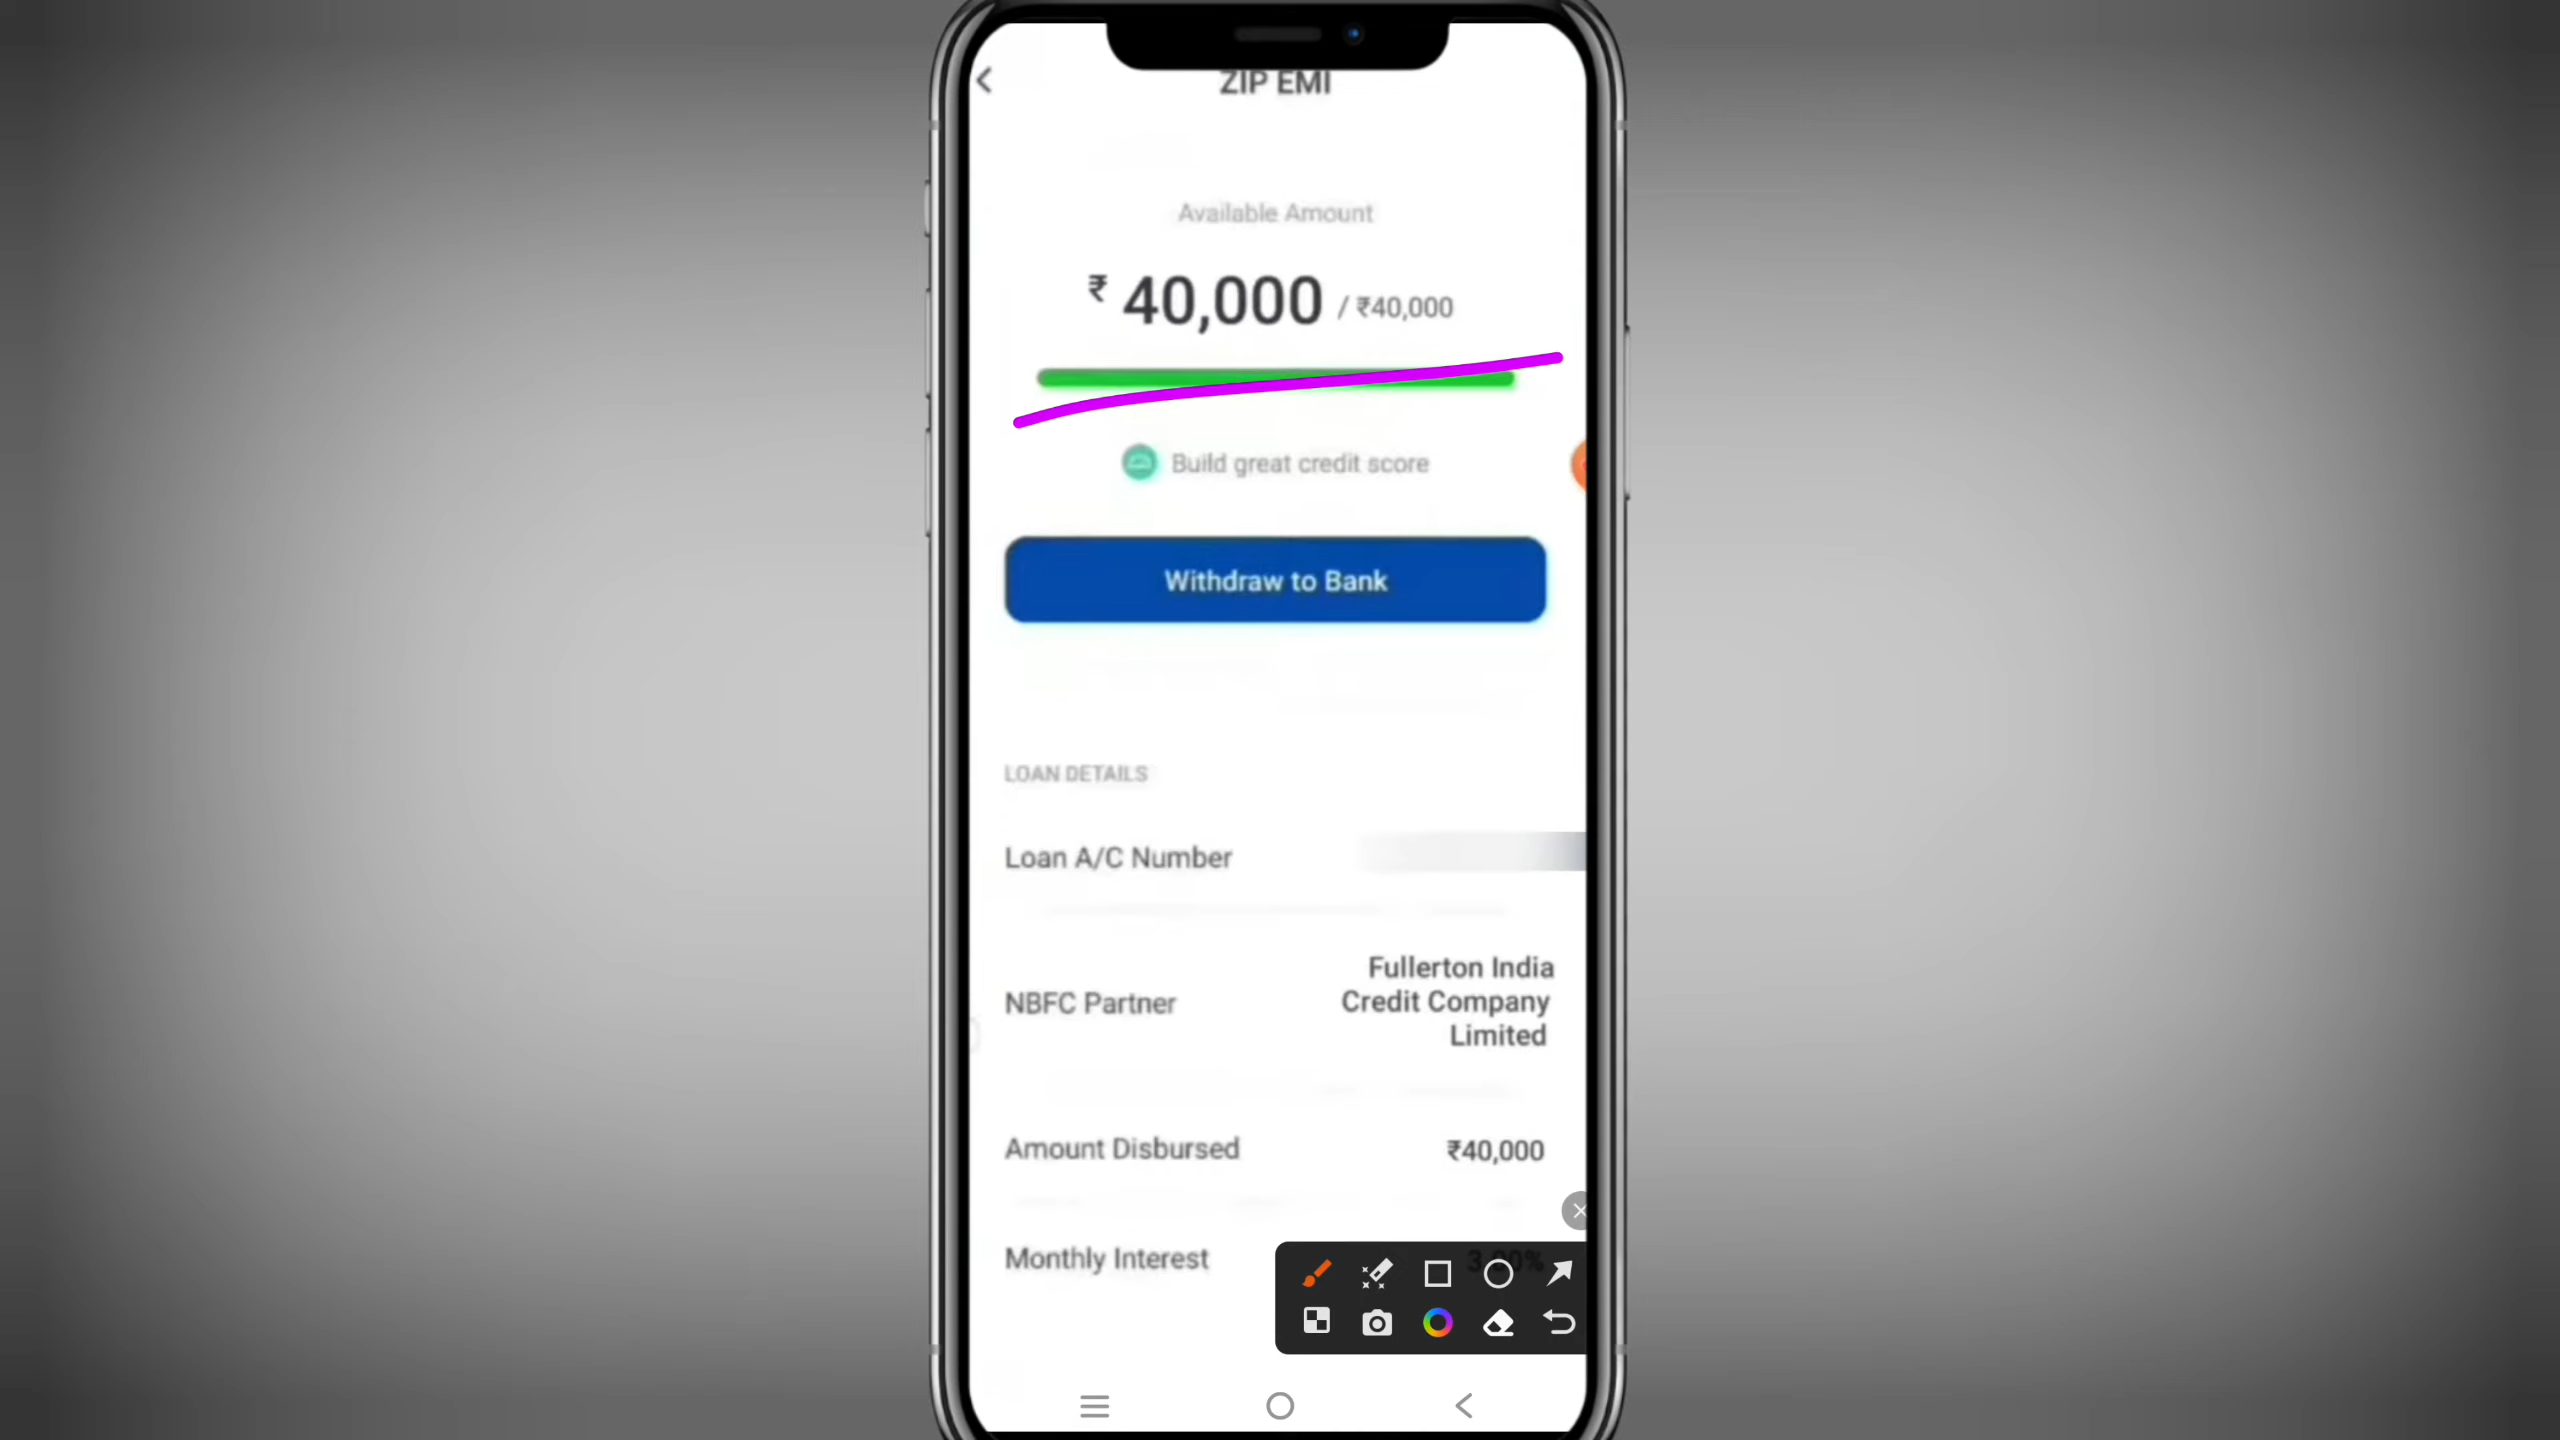 ZIP EMI
Available Amount
₹ 40,000 / ₹40,000
Build great credit score
Withdraw to Bank
LOAN DETAILS
Loan A/C Number
NBFC Partner
Fullerton India
Credit Company
Limited
Amount Disbursed ₹40,000
Monthly Interest